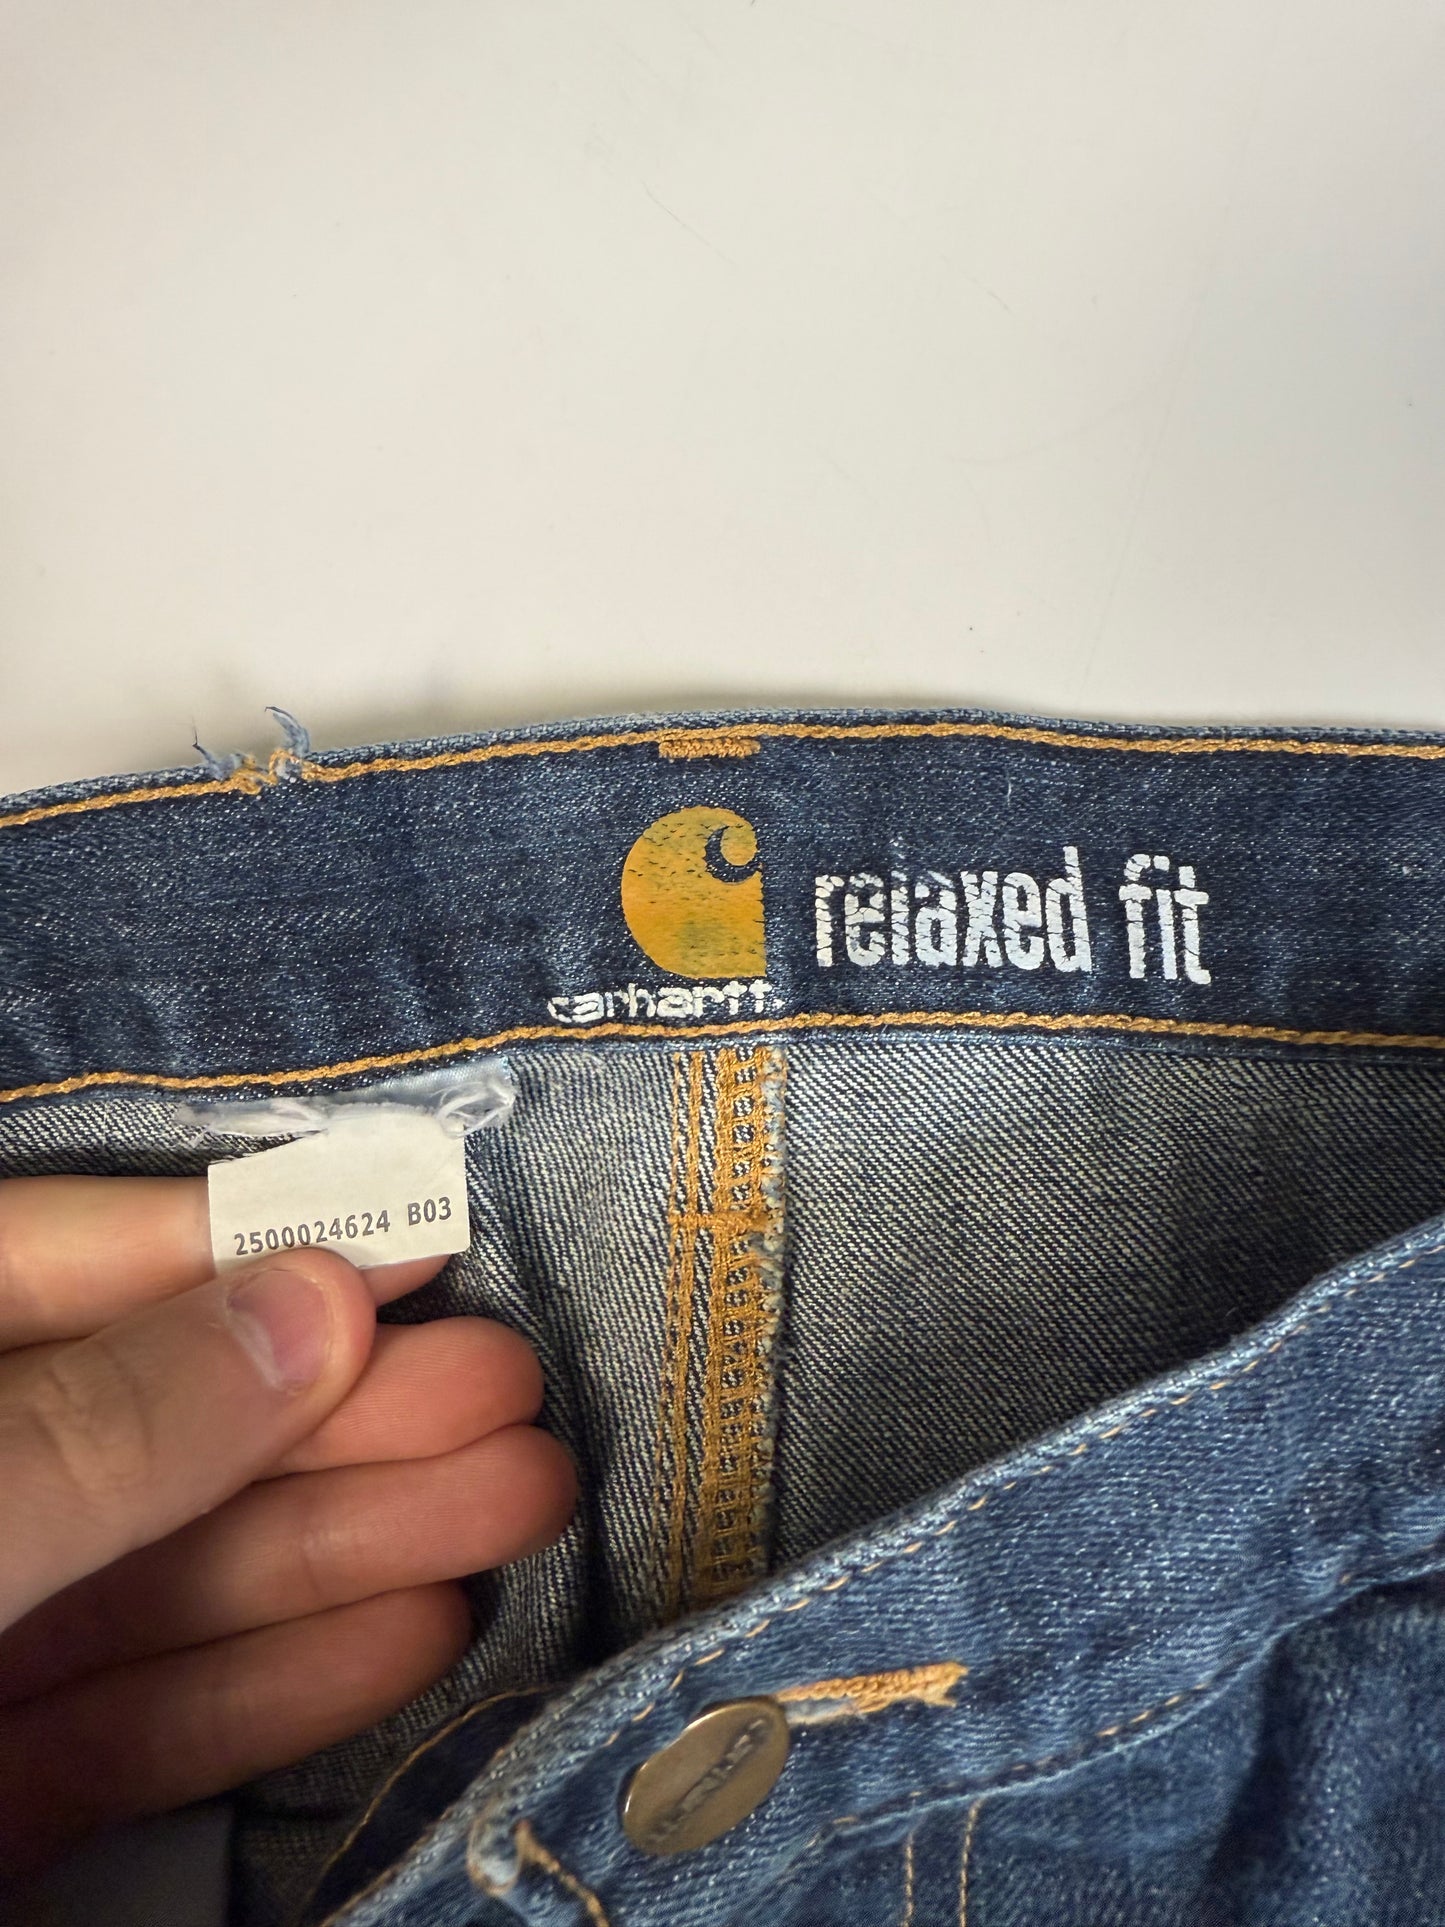 relaxed fit
carhartt.
2500024624 B03